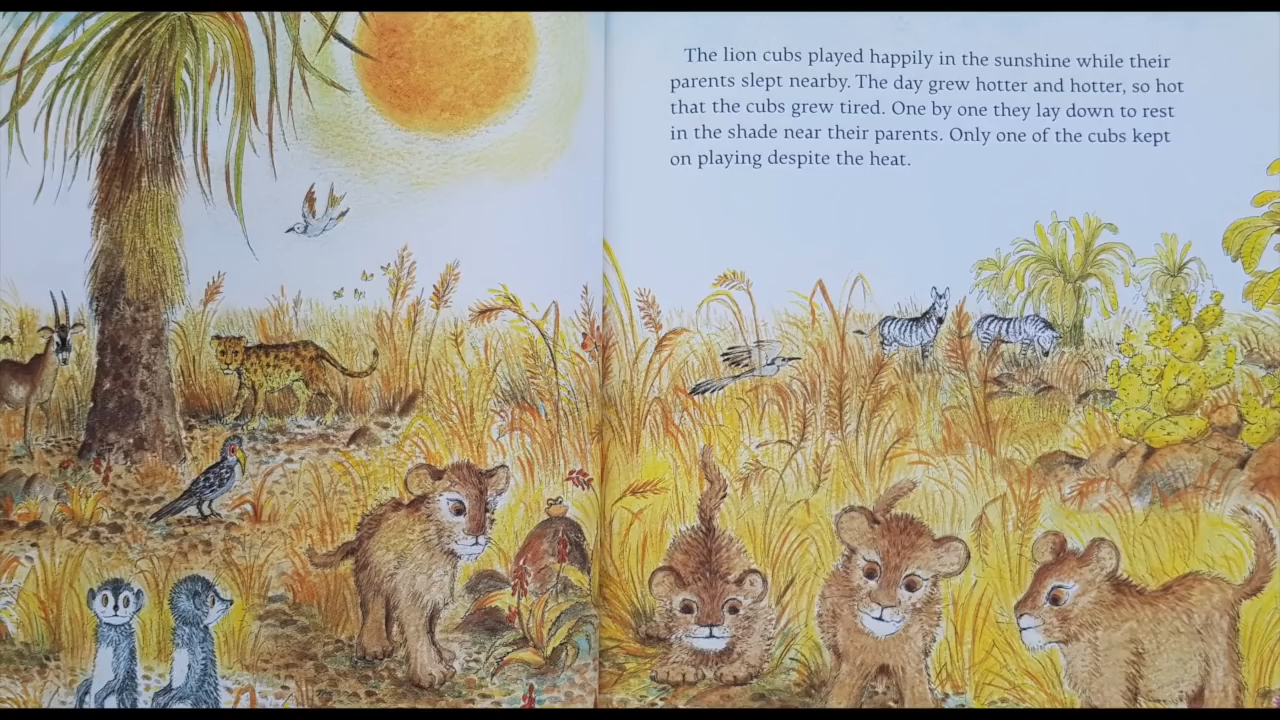 The lion cubs played happily in the sunshine while their
parents slept nearby. The day grew hotter and hotter, so hot
that the cubs grew tired. One by one they lay down to rest
in the shade near their parents. Only one of the cubs kept
on playing despite the heat.